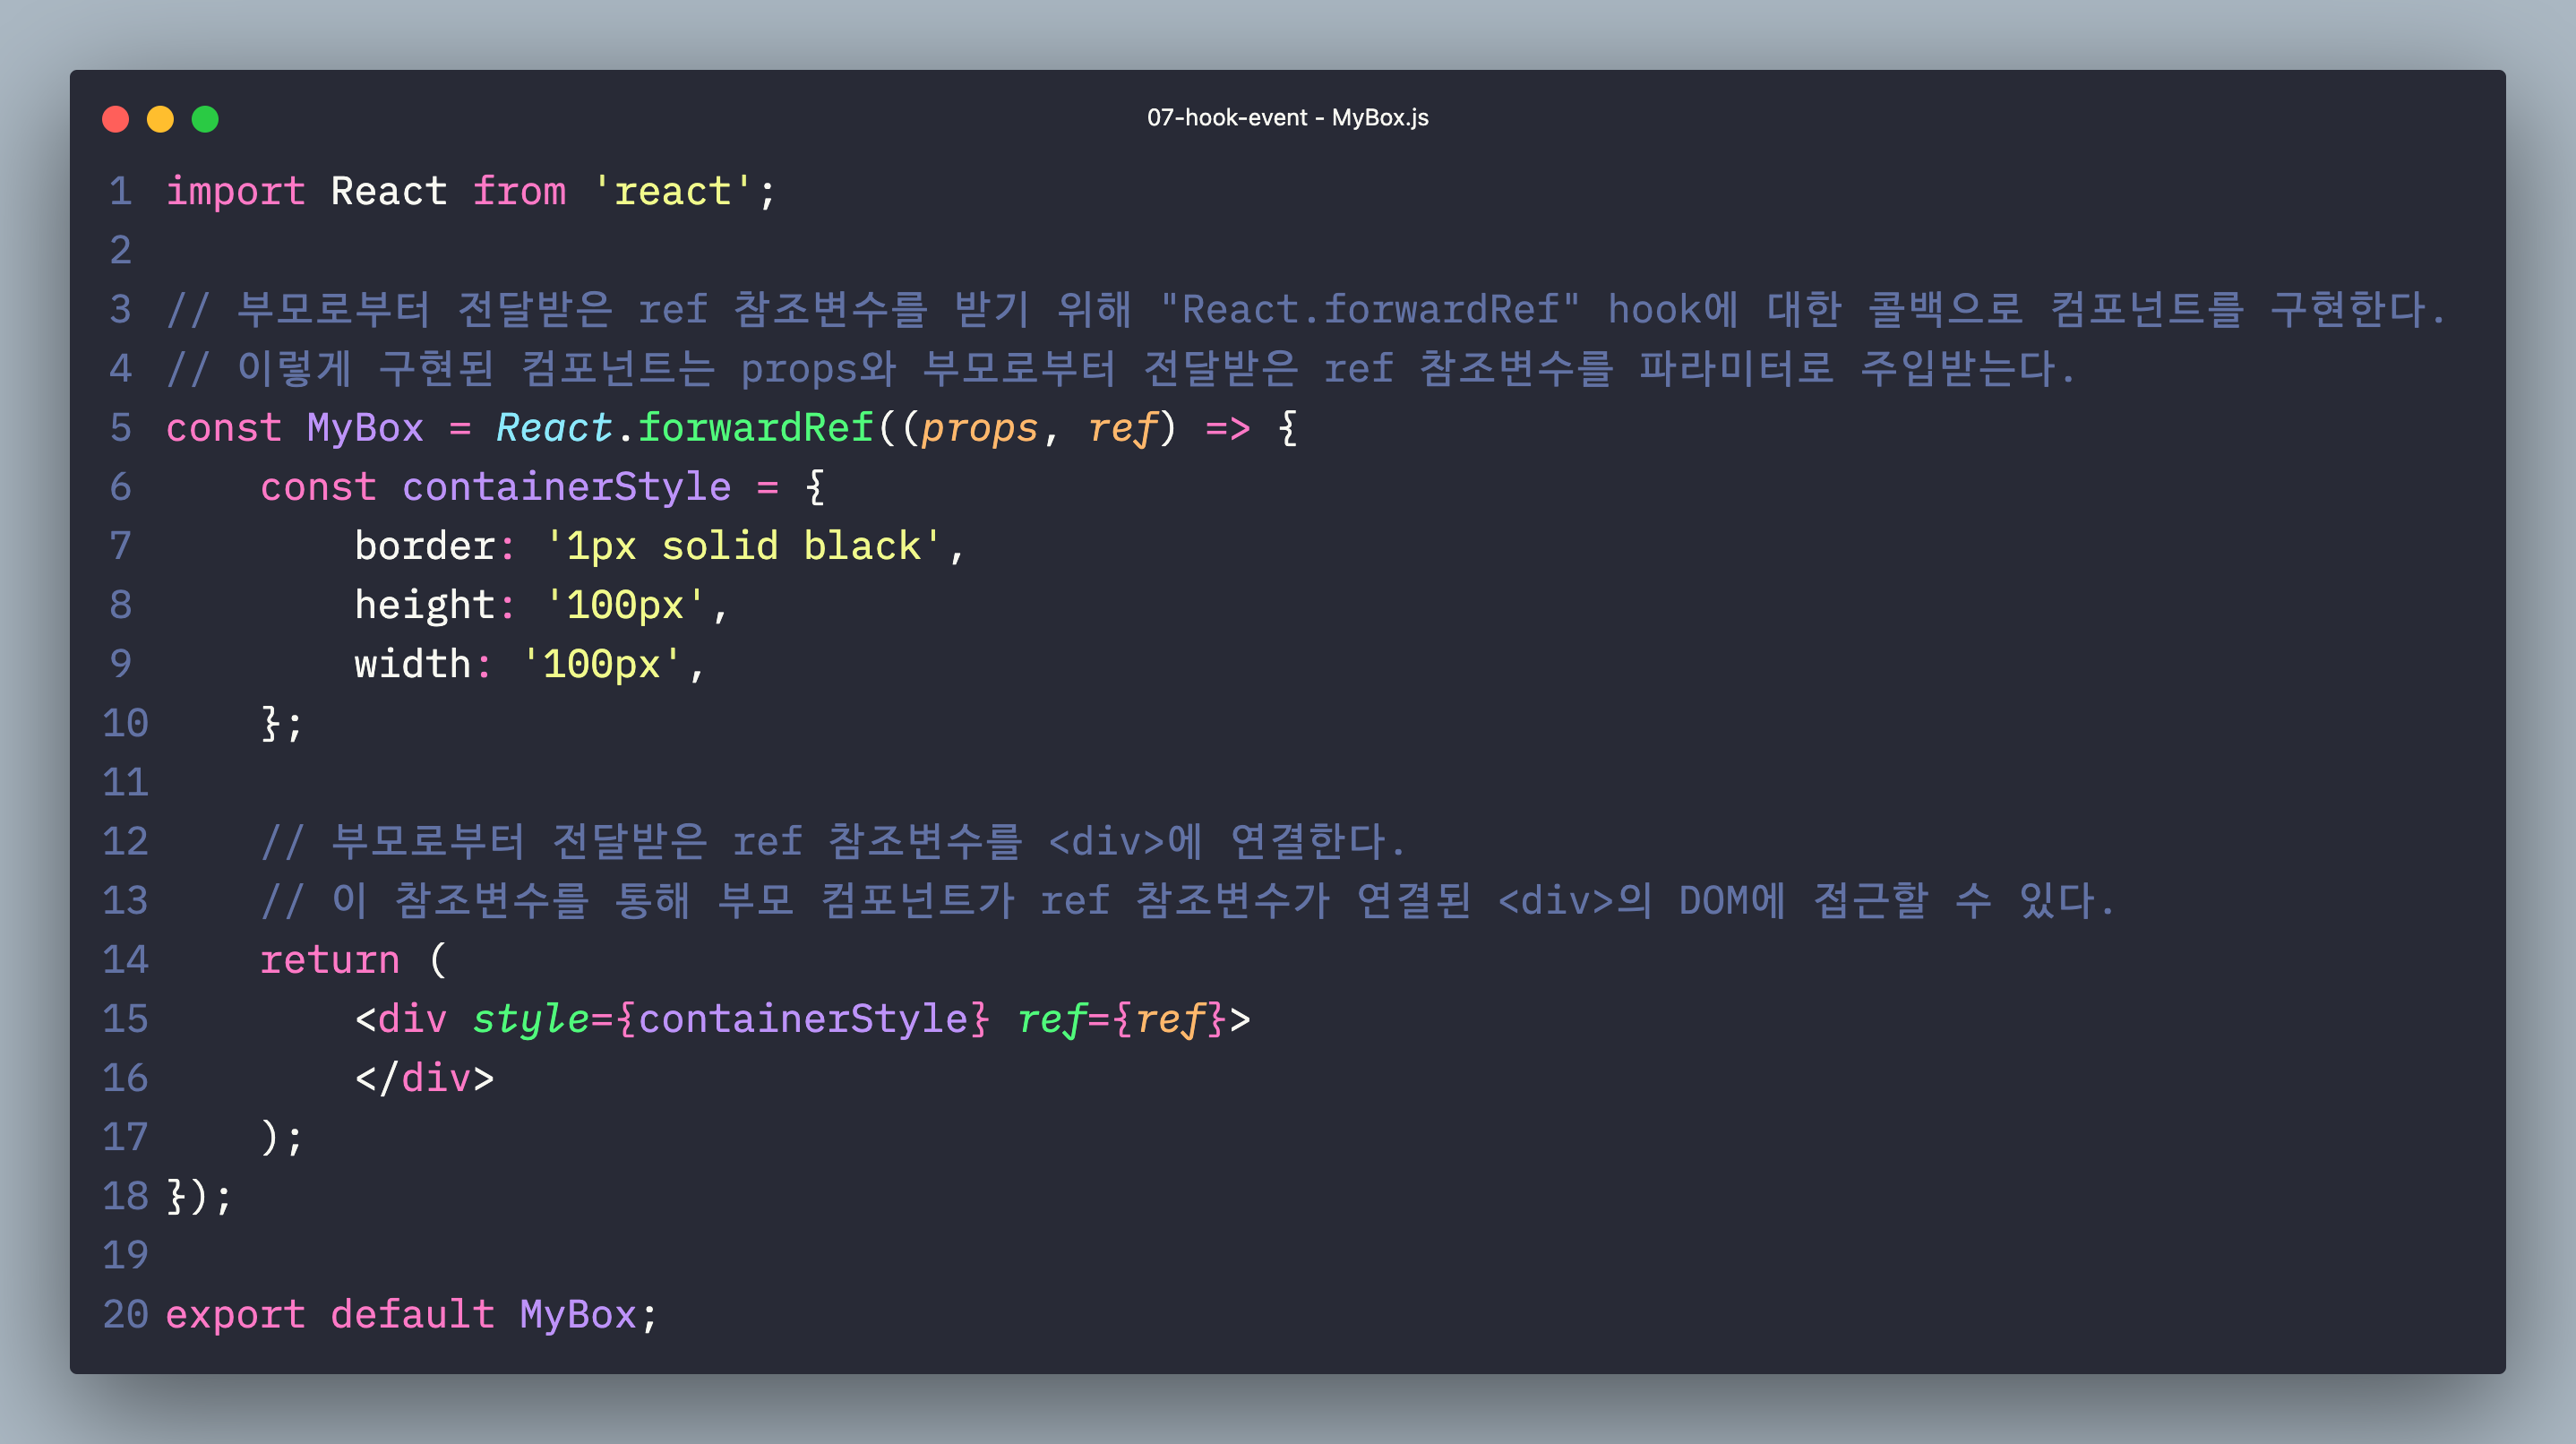 07-hook-event - MyBox.js
1 import React from 'react';
2
3 // 부모로부터 전달받은 ref 참조변수를 받기 위해 "React.forwardRef" hook에 대한 콜백으로 컴포넌트를 구현한다.
4 // 이렇게 구현된 컴포넌트는 props와 부모로부터 전달받은 ref 참조변수를 파라미터로 주입받는다.
5 const MyBox = React.forwardRef((props, ref) => {
6     const containerStyle = {
7         border: '1px solid black',
8         height: '100px',
9         width: '100px',
10     };
11
12     // 부모로부터 전달받은 ref 참조변수를 <div>에 연결한다.
13     // 이 참조변수를 통해 부모 컴포넌트가 ref 참조변수가 연결된 <div>의 DOM에 접근할 수 있다.
14     return (
15         <div style={containerStyle} ref={ref}>
16         </div>
17     );
18 });
19
20 export default MyBox;